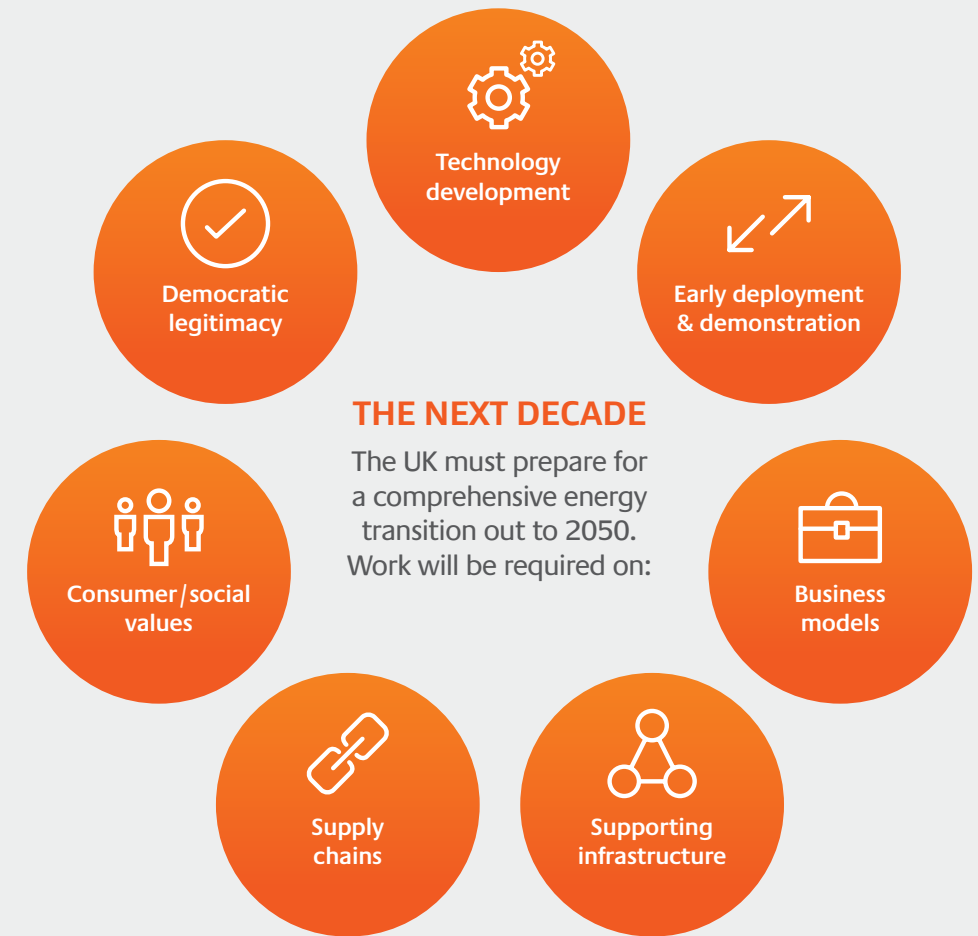 THE NEXT DECADE
The UK must prepare for
a comprehensive energy
transition out to 2050.
Work will be required on:
Technology
development
Early deployment
& demonstration
Business
models
Supporting
infrastructure
Supply
chains
Consumer/social
values
Democratic
legitimacy